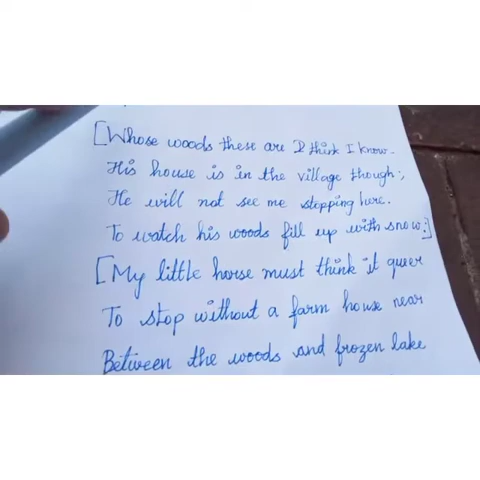 [Whose woods these are I think I know.
His house is in the village though;,
He will not see me stopping here.
To watch his woods fill up with snow:]
[My little horse must think it queer
To stop without a farm house near
Between the woods and frozen lake